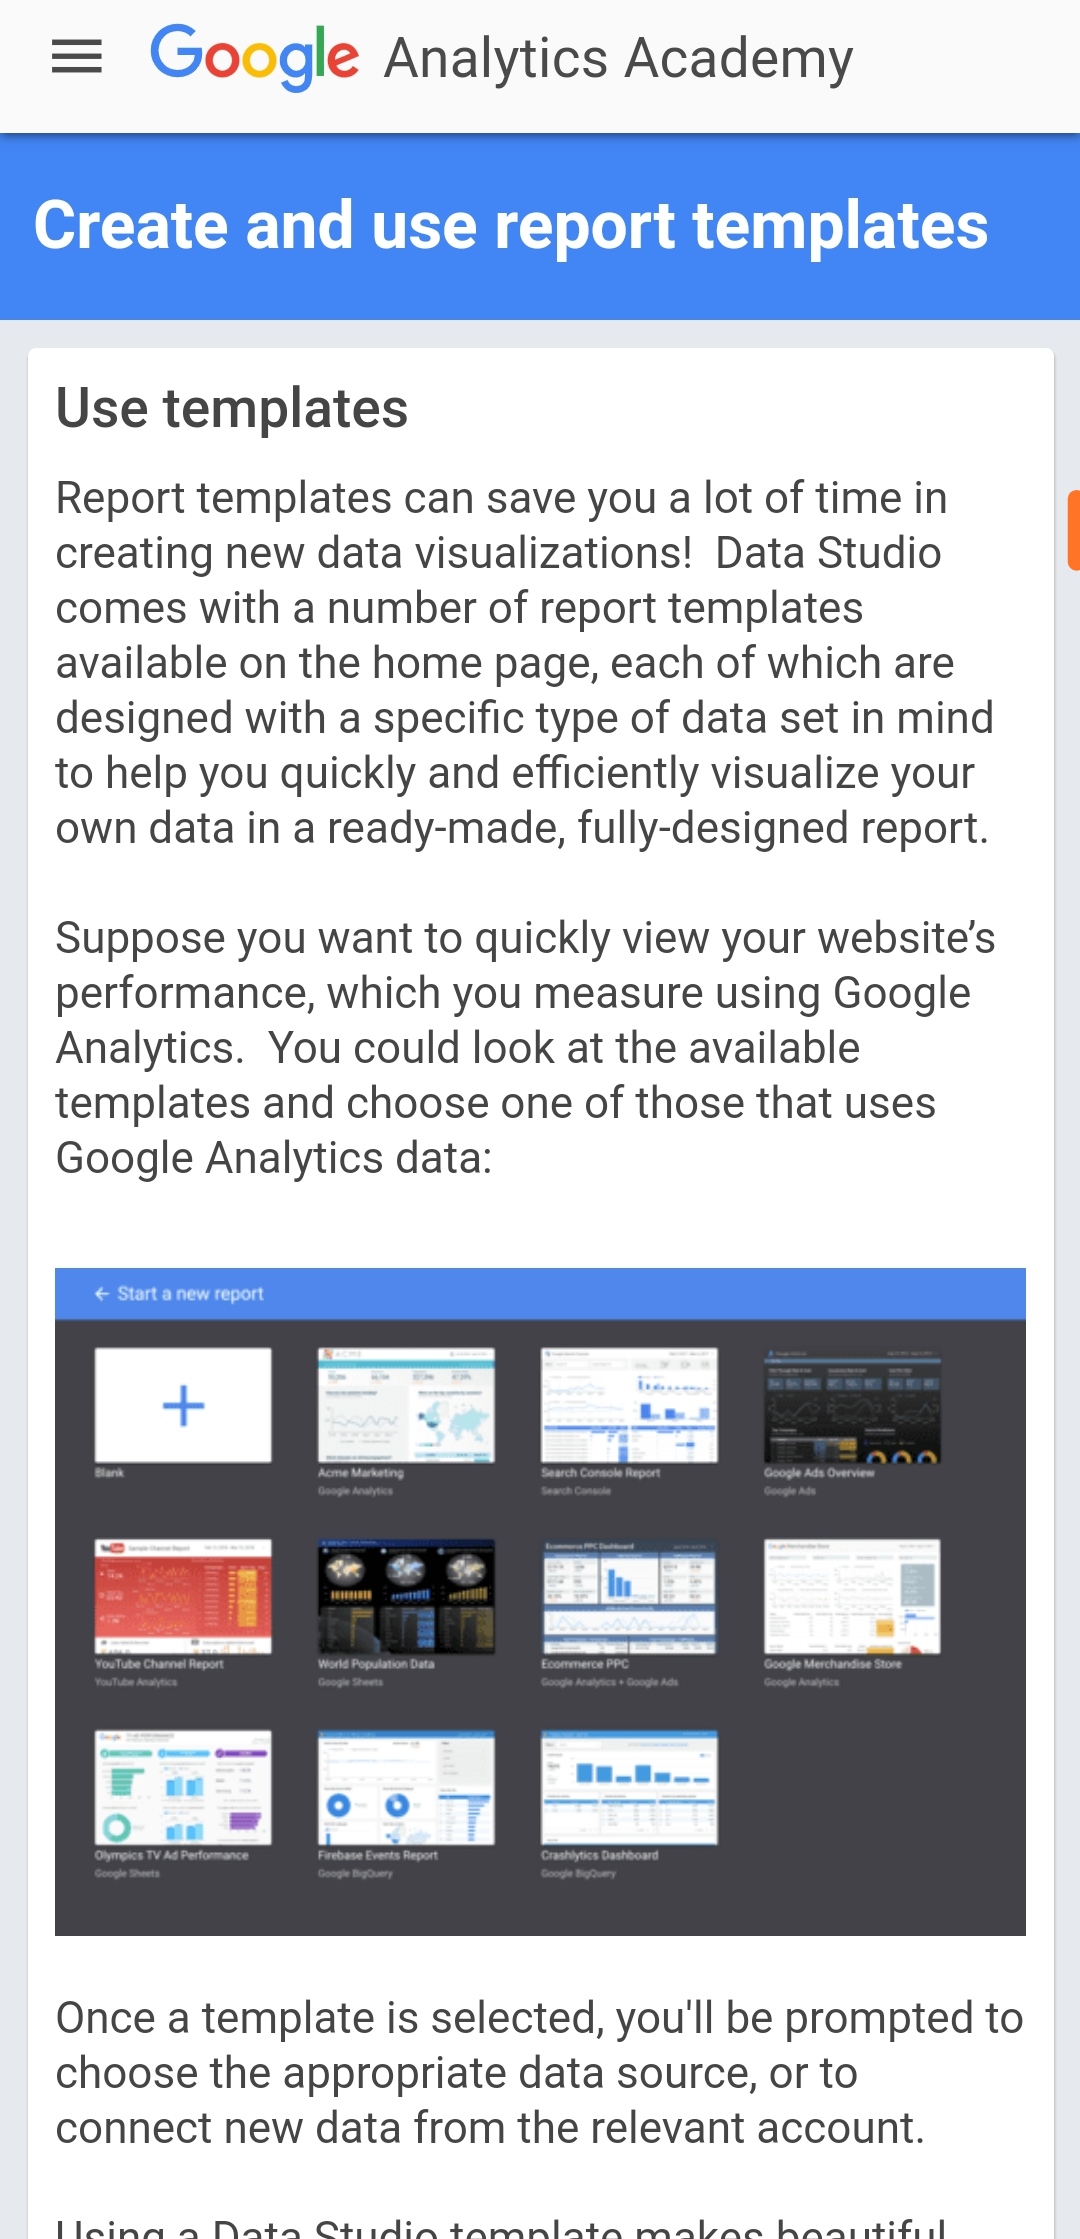 Google Analytics Academy
Create and use report templates
Use templates
Report templates can save you a lot of time in
creating new data visualizations!  Data Studio
comes with a number of report templates
available on the home page, each of which are
designed with a specific type of data set in mind
to help you quickly and efficiently visualize your
own data in a ready-made, fully-designed report.
Suppose you want to quickly view your website’s
performance, which you measure using Google
Analytics.  You could look at the available
templates and choose one of those that uses
Google Analytics data:
← Start a new report
Blank
Acme Marketing
Google Analytics
Search Console Report
Search Console
Google Ads Overview
Google Ads
YouTube Channel Report
YouTube Analytics
World Population Data
Google Sheets
Ecommerce PPC Dashboard
Ecommerce PPC
Google Analytics + Google Ads
Google Merchandise Store
Google Analytics
Olympics TV Ad Performance
Google Sheets
Firebase Events Report
Google BigQuery
Crashlytics Dashboard
Google BigQuery
Once a template is selected, you'll be prompted to
choose the appropriate data source, or to
connect new data from the relevant account.
Using a Data Studio template makes beautiful